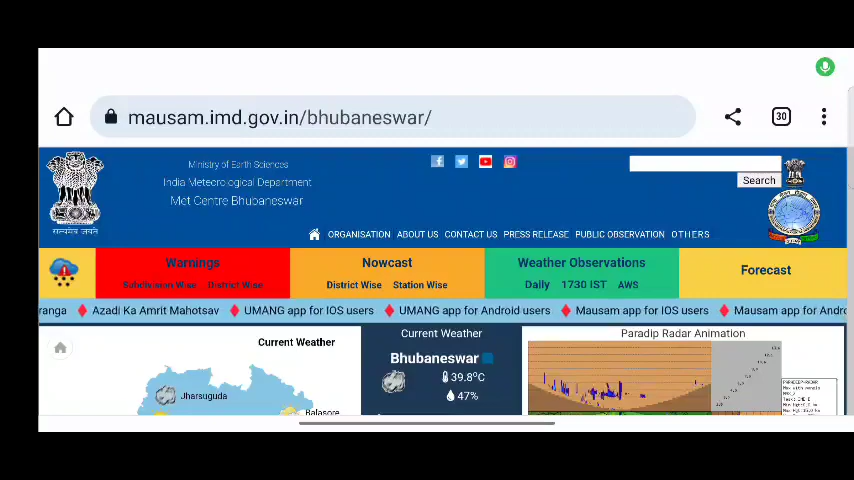 mausam.imd.gov.in/bhubaneswar/
30
Ministry of Earth Sciences
India Meteorological Department
Met Centre Bhubaneswar
सत्यमेव जयते
Search
ORGANISATION ABOUT US CONTACT US PRESS RELEASE PUBLIC OBSERVATION OTHERS
Warnings
Subdivision Wise District Wise
Nowcast
District Wise Station Wise
Weather Observations
Daily 1730 IST AWS
Forecast
ranga Azadi Ka Amrit Mahotsav UMANG app for IOS users UMANG app for Android users Mausam app for IOS users Mausam app for Andro
Current Weather
Jharsuguda
Balasore
Current Weather
Bhubaneswar
39.8°C
47%
Paradip Radar Animation